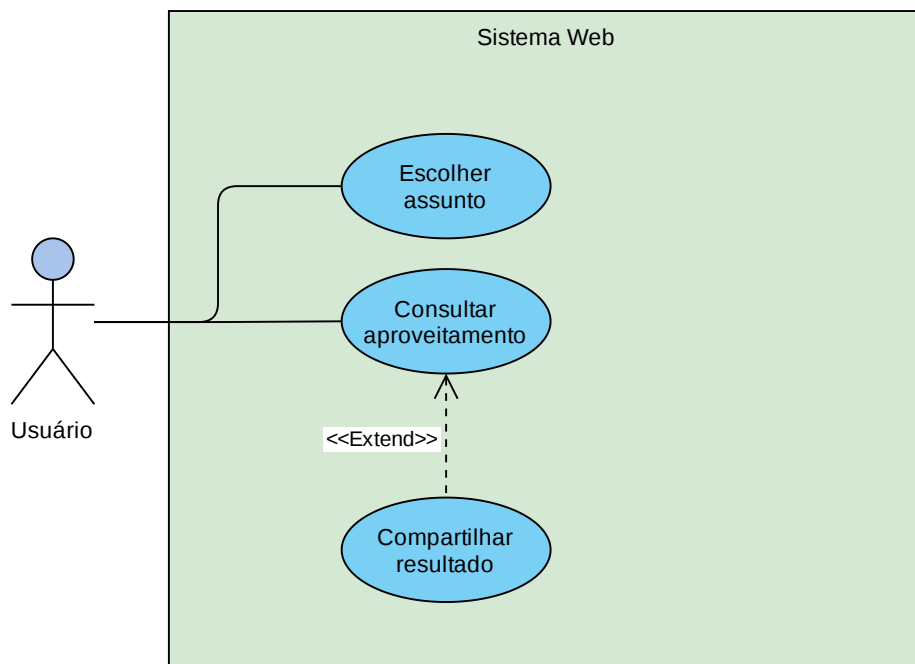 Sistema Web
Escolher
assunto
Consultar
aproveitamento
Usuário
<<Extend>>
Compartilhar
resultado